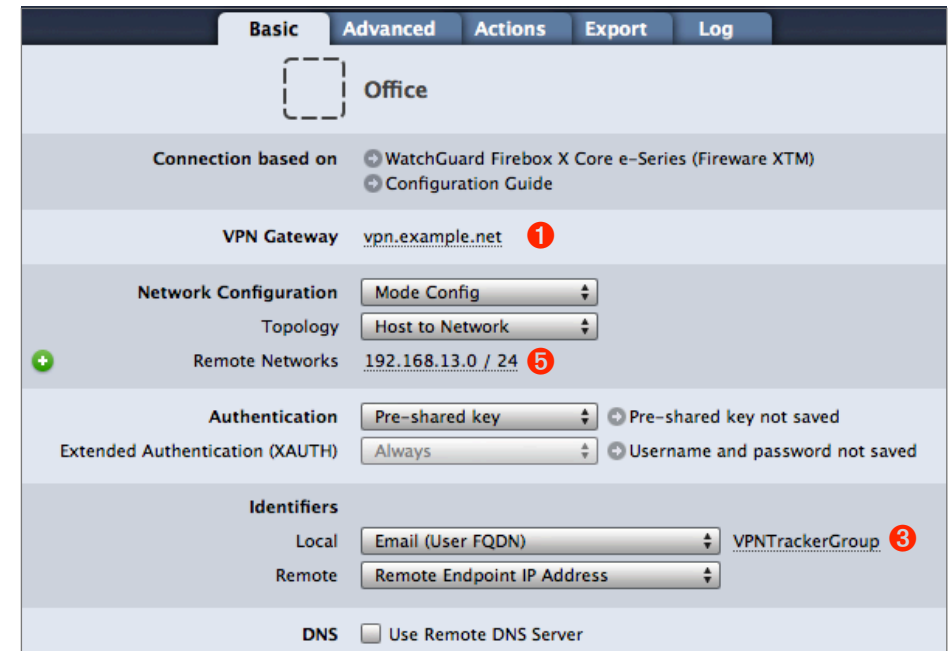 Basic Advanced Actions Export Log
Office
Connection based on WatchGuard Firebox X Core e-Series (Fireware XTM)
Configuration Guide
VPN Gateway vpn.example.net 1
Network Configuration Mode Config
Topology Host to Network
Remote Networks 192.168.13.0 / 24 5
Authentication Pre-shared key Pre-shared key not saved
Extended Authentication (XAUTH) Always Username and password not saved
Identifiers
Local Email (User FQDN) VPNTrackerGroup 3
Remote Remote Endpoint IP Address
DNS Use Remote DNS Server